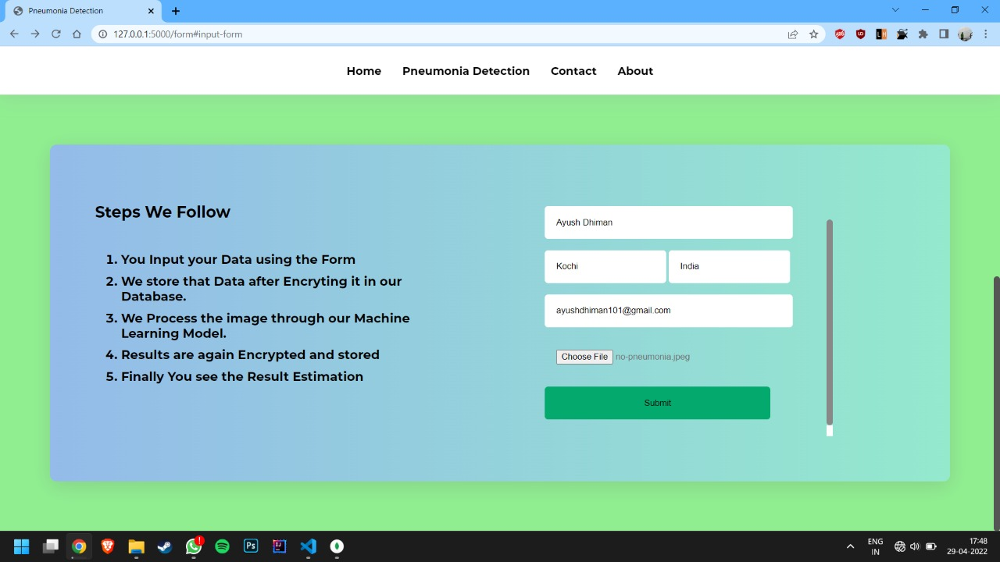 Pneumonia Detection
127.0.0.1:5000/form#input-form
Home Pneumonia Detection Contact About
Steps We Follow
1. You Input your Data using the Form
2. We store that Data after Encryting it in our
Database.
3. We Process the image through our Machine
Learning Model.
4. Results are again Encrypted and stored
5. Finally You see the Result Estimation
Ayush Dhiman
Kochi India
ayushdhiman101@gmail.com
Choose File no-pneumonia.jpeg
Submit
Ps
ENG
IN
17:48
29-04-2022